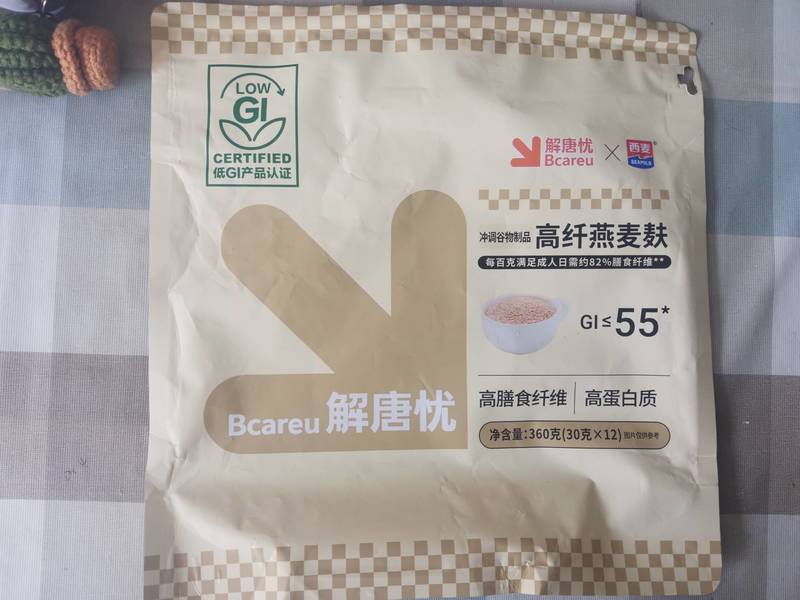 LOW
GI
CERTIFIED
低GI产品认证
解唐忧
Bcareu
×
西麦
SEAMILD
冲调谷物制品 高纤燕麦麸
每百克满足成人日需约82%膳食纤维**
GI≤55*
高膳食纤维 高蛋白质
净含量:360克(30克×12) 图片仅供参考
Bcareu 解唐忧